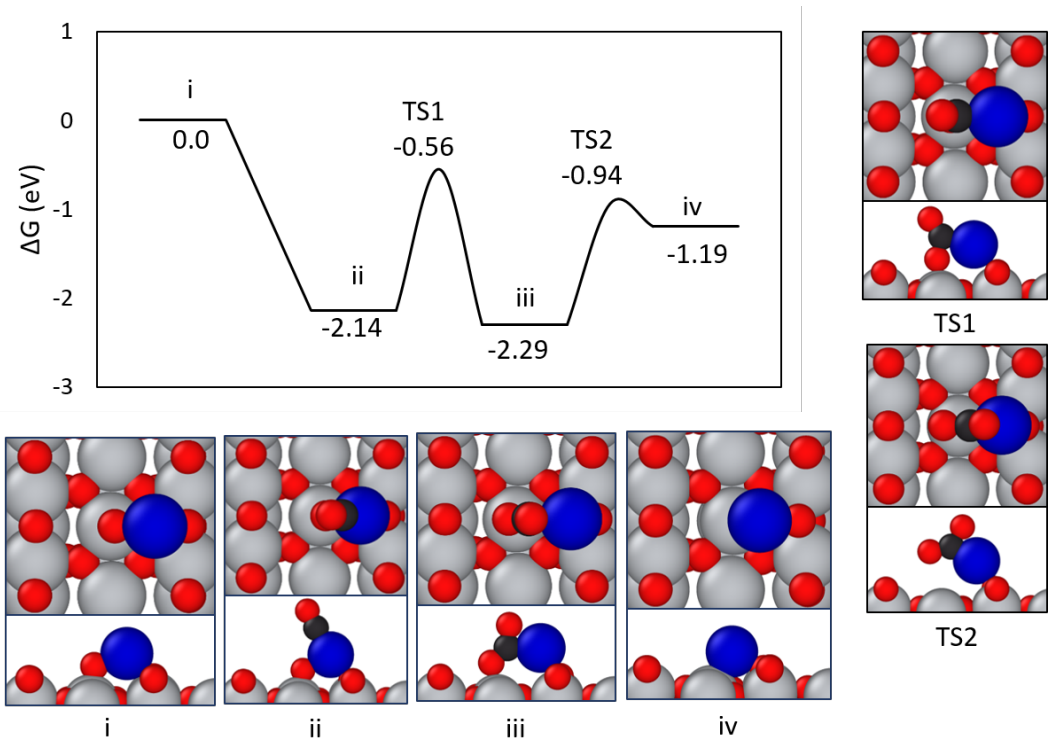 1
0
-1
-2
-3
ΔG (eV)
i
0.0
ii
-2.14
TS1
-0.56
iii
-2.29
TS2
-0.94
iv
-1.19
TS1
TS2
i
ii
iii
iv